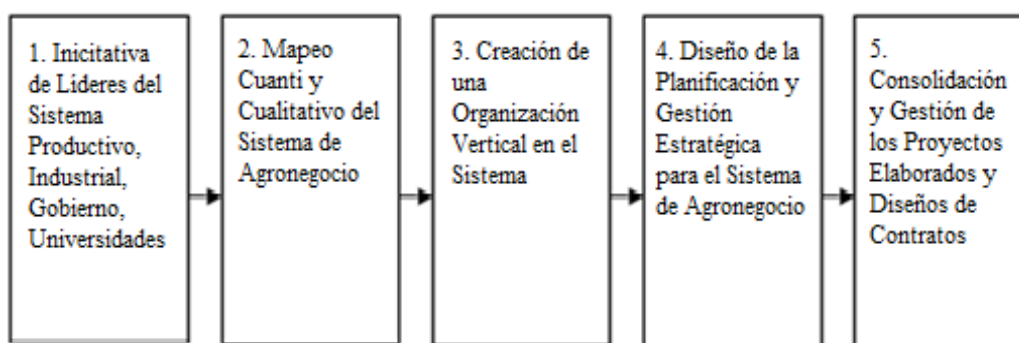 1. Inicitativa
de Lideres del
Sistema
Productivo,
Industrial,
Gobierno,
Universidades
2. Mapeo
Cuanti y
Cualitativo del
Sistema de
Agronegocio
3. Creación de
una
Organización
Vertical en el
Sistema
4. Diseño de la
Planificación y
Gestión
Estratégica
para el Sistema
de Agronegocio
5.
Consolidación
y Gestión de
los Proyectos
Elaborados y
Diseños de
Contratos